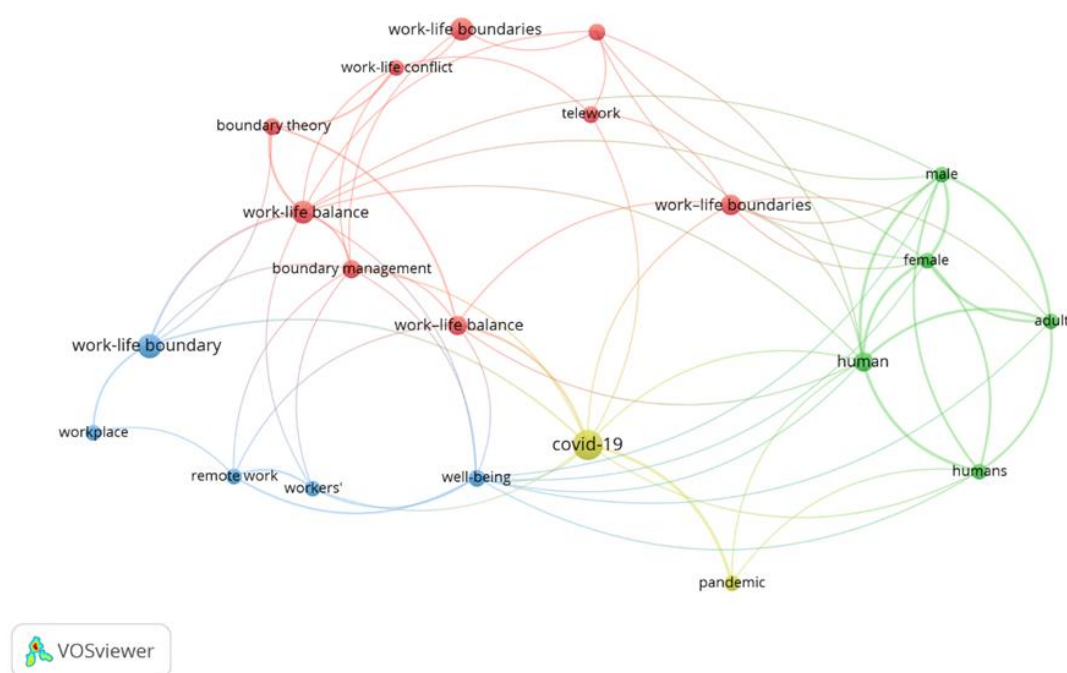 work-life boundaries
work-life conflict
telework
boundary theory
male
work–life boundaries
work-life balance
female
boundary management
adult
work–life balance
work-life boundary
human
workplace
covid-19
humans
remote work
well-being
workers'
pandemic
VOSviewer